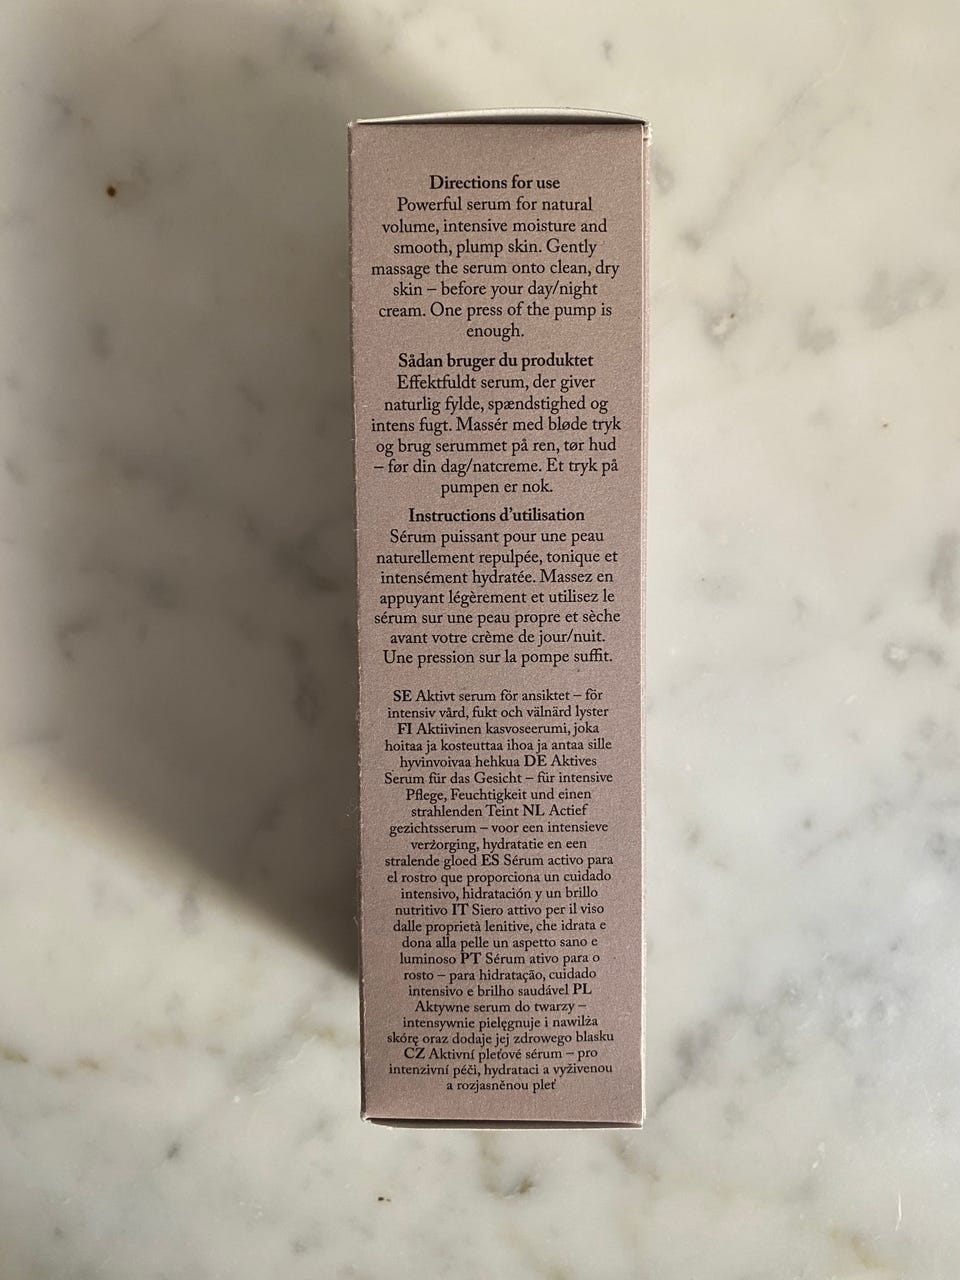 Directions for use
Powerful serum for natural
volume, intensive moisture and
smooth, plump skin. Gently
massage the serum onto clean, dry
skin – before your day/night
cream. One press of the pump is
enough.
Sådan bruger du produktet
Effektfuldt serum, der giver
naturlig fylde, spændstighed og
intens fugt. Massér med bløde tryk
og brug serummet på ren, tør hud
– før din dag/natcreme. Et tryk på
pumpen er nok.
Instructions d'utilisation
Sérum puissant pour une peau
naturellement repulpée, tonique et
intensément hydratée. Massez en
appuyant légèrement et utilisez le
sérum sur une peau propre et sèche
avant votre crème de jour/nuit.
Une pression sur la pompe suffit.
SE Aktivt serum för ansiktet – för
intensiv vård, fukt och välnärd lyster
FI Aktiivinen kasvoseerumi, joka
hoitaa ja kosteuttaa ihoa ja antaa sille
hyvinvoivaa hehkua DE Aktives
Serum für das Gesicht – für intensive
Pflege, Feuchtigkeit und einen
strahlenden Teint NL Actief
gezichtsserum – voor een intensieve
verżorging, hydratatie en een
stralende gloed ES Sérum activo para
el rostro que proporciona un cuidado
intensivo, hidratación y un brillo
nutritivo IT Siero attivo per il viso
dalle proprietà lenitive, che idrata e
dona alla pelle un aspetto sano e
luminoso PT Sérum ativo para o
rosto – para hidratação, cuidado
intensivo e brilho saudável PL
Aktywne serum do twarzy –
intensywnie pielęgnuje i nawilża
skórę oraz dodaje jej zdrowego blasku
CZ Aktivní pleťové sérum – pro
intenzivní péči, hydrataci a vyživenou
a rozjasněnou pleť